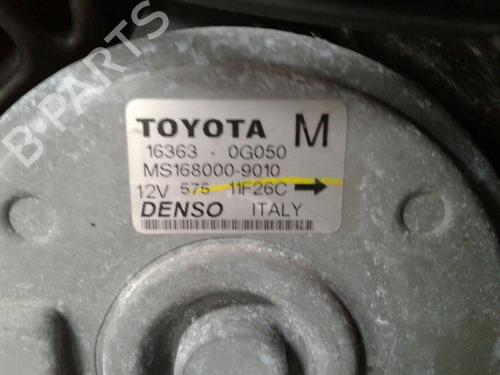 B-PARTS
TOYOTA M
16363 - 0G050
MS168000-9010
12V 575 11F26C →
DENSO ITALY